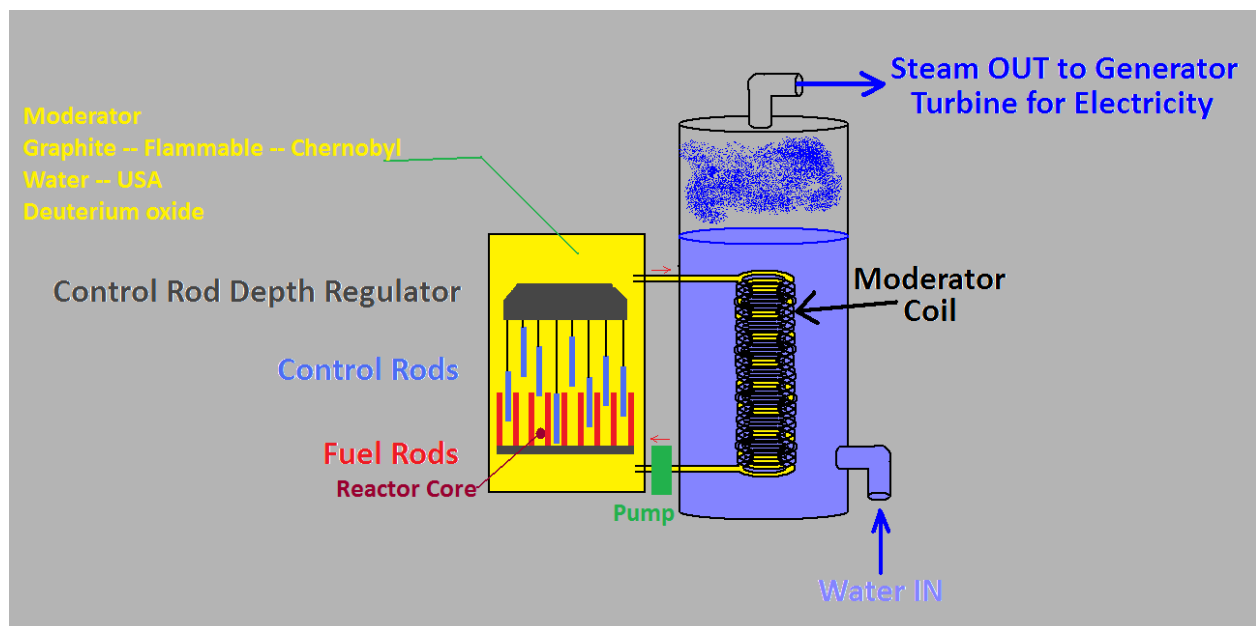 Steam OUT to Generator
Turbine for Electricity
Moderator
Graphite -- Flammable -- Chernobyl
Water -- USA
Deuterium oxide
Control Rod Depth Regulator
Moderator
Coil
Control Rods
Fuel Rods
Reactor Core
Pump
Water IN